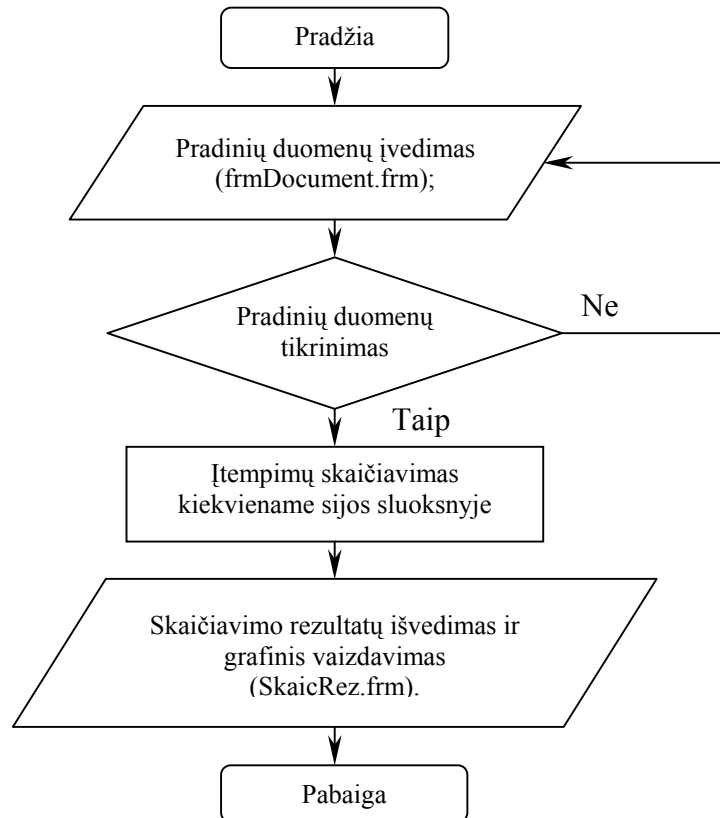 Pradžia
Pradinių duomenų įvedimas
(frmDocument.frm);
Pradinių duomenų
tikrinimas
Ne
Taip
Įtempimų skaičiavimas
kiekviename sijos sluoksnyje
Skaičiavimo rezultatų išvedimas ir
grafinis vaizdavimas
(SkaicRez.frm).
Pabaiga